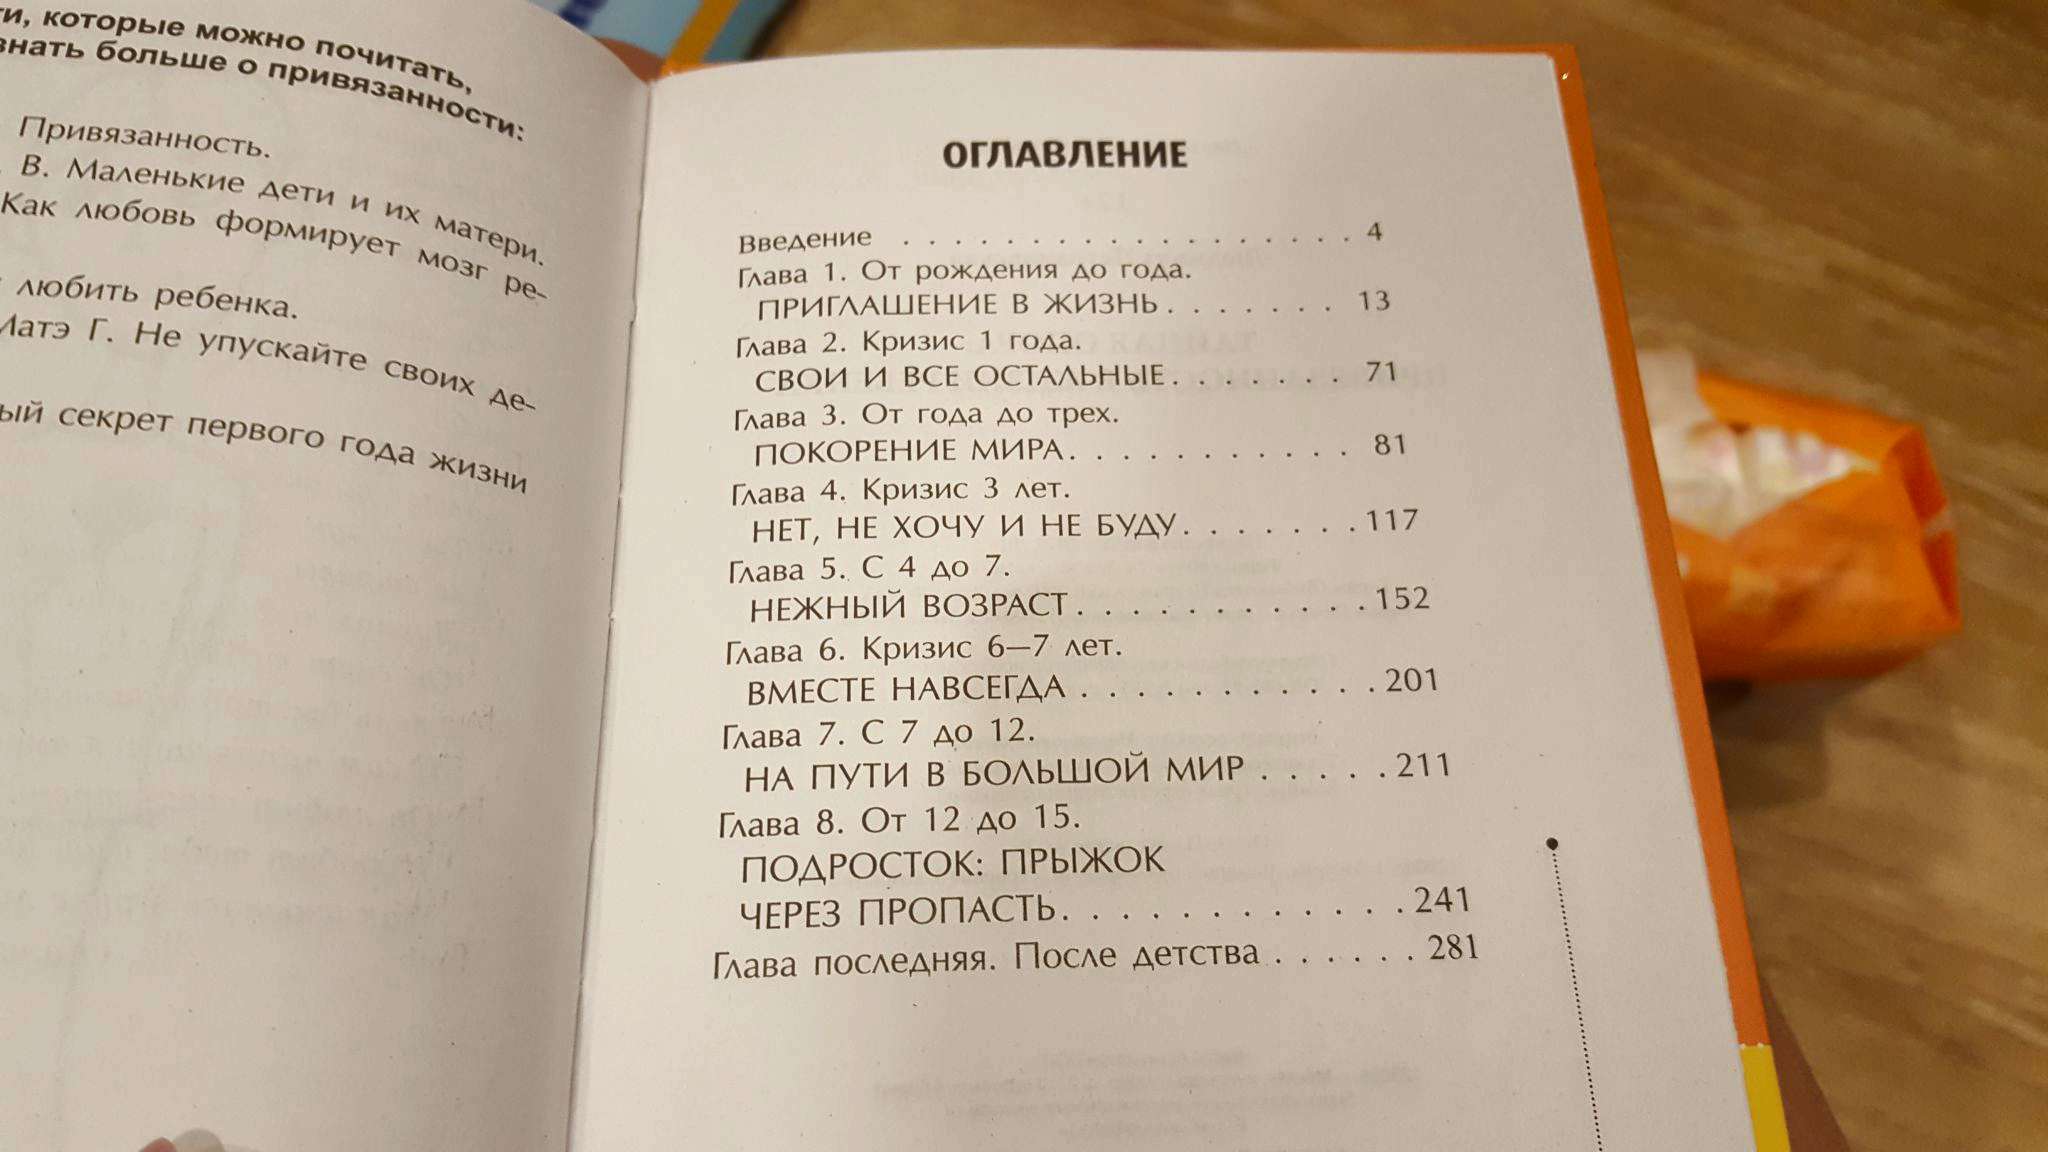 которые можно почитать,
знать больше о привязанности:
Привязанность.
В. Маленькие дети и их матери.
Как любовь формирует мозг ре-
любить ребенка.
Матэ Г. Не упускайте своих де-
секрет первого года жизни
ОГЛАВЛЕНИЕ
Введение . . . . . . . . . . . . . . . . . . 4
Глава 1. От рождения до года.
ПРИГЛАШЕНИЕ В ЖИЗНЬ . . . . . . . 13
Глава 2. Кризис 1 года.
СВОИ И ВСЕ ОСТАЛЬНЫЕ . . . . . . . 71
Глава 3. От года до трех.
ПОКОРЕНИЕ МИРА . . . . . . . . . . . 81
Глава 4. Кризис 3 лет.
НЕТ, НЕ ХОЧУ И НЕ БУДУ . . . . . . . 117
Глава 5. С 4 до 7.
НЕЖНЫЙ ВОЗРАСТ . . . . . . . . . . . 152
Глава 6. Кризис 6—7 лет.
ВМЕСТЕ НАВСЕГДА . . . . . . . . . . . 201
Глава 7. С 7 до 12.
НА ПУТИ В БОЛЬШОЙ МИР . . . . . 211
Глава 8. От 12 до 15.
ПОДРОСТОК: ПРЫЖОК
ЧЕРЕЗ ПРОПАСТЬ . . . . . . . . . . . . 241
Глава последняя. После детства . . . . . . 281